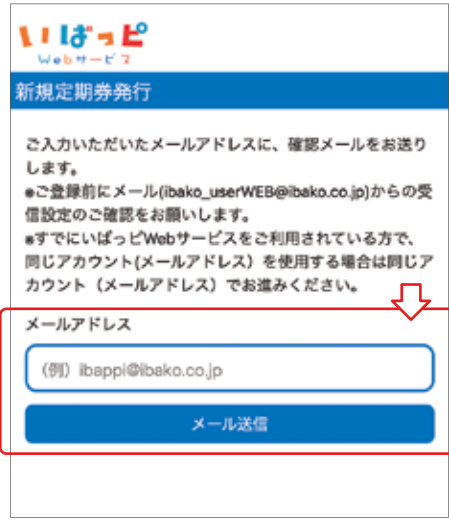 いばっピ
Webサービス
新規定期券発行
ご入力いただいたメールアドレスに、確認メールをお送り
します。
※ご登録前にメール(ibako_userWEB@ibako.co.jp)からの受
信設定のご確認をお願いします。
※すでにいばっピWebサービスをご利用されている方で、
同じアカウント(メールアドレス）を使用する場合は同じア
カウント（メールアドレス）でお進みください。
メールアドレス
（例）ibappi@ibako.co.jp
メール送信